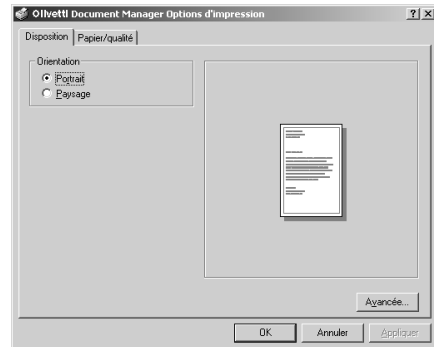 Olivetti Document Manager Options d'impression
Disposition Papier/qualité
Orientation
Portrait
Paysage
Avancée...
OK Annuler Appliquer